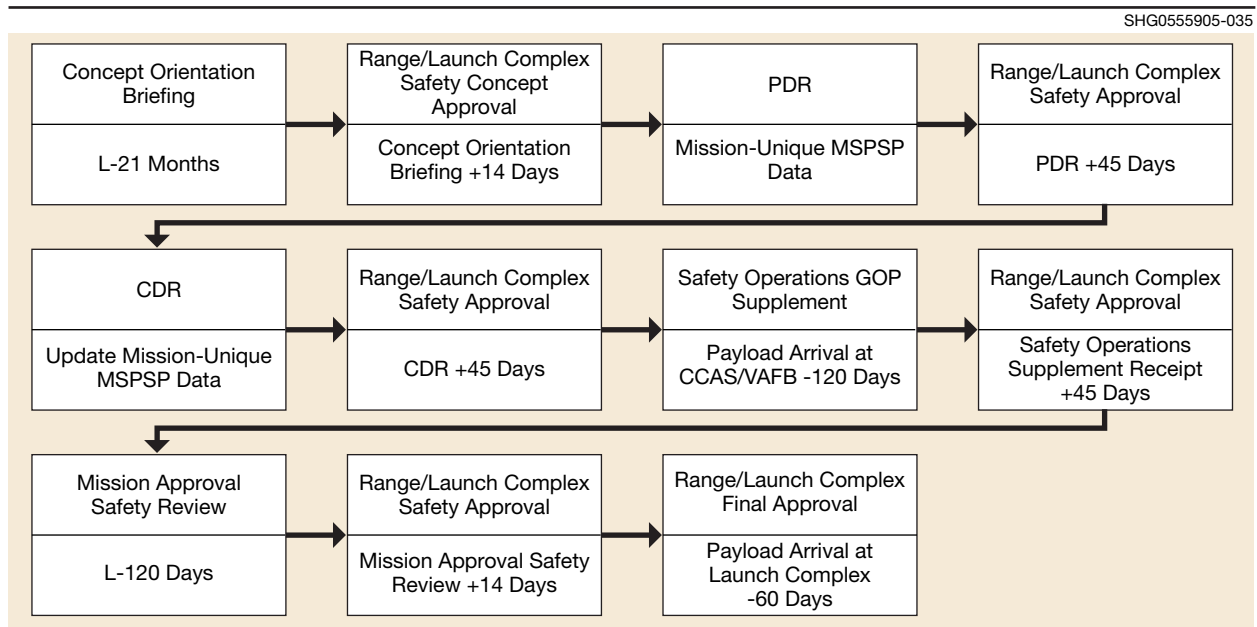 SHG0555905-035
Concept Orientation
Briefing
L-21 Months
Range/Launch Complex
Safety Concept
Approval
Concept Orientation
Briefing +14 Days
PDR
Mission-Unique MSPSP
Data
Range/Launch Complex
Safety Approval
PDR +45 Days
CDR
Update Mission-Unique
MSPSP Data
Range/Launch Complex
Safety Approval
CDR +45 Days
Safety Operations GOP
Supplement
Payload Arrival at
CCAS/VAFB -120 Days
Range/Launch Complex
Safety Approval
Safety Operations
Supplement Receipt
+45 Days
Mission Approval
Safety Review
L-120 Days
Range/Launch Complex
Safety Approval
Mission Approval Safety
Review +14 Days
Range/Launch Complex
Final Approval
Payload Arrival at
Launch Complex
-60 Days